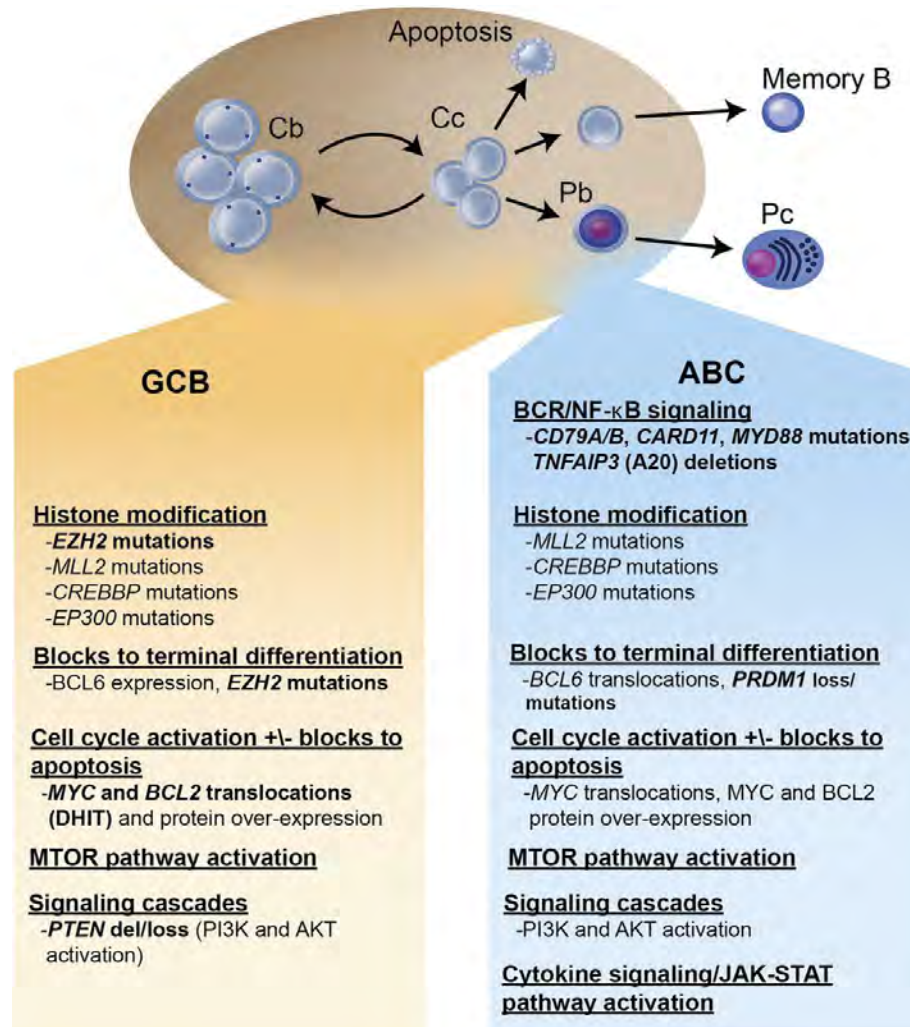 Apoptosis
Memory B
Cb
Cc
Pb
Pc
GCB
Histone modification
-EZH2 mutations
-MLL2 mutations
-CREBBP mutations
-EP300 mutations
Blocks to terminal differentiation
-BCL6 expression, EZH2 mutations
Cell cycle activation +\- blocks to
apoptosis
-MYC and BCL2 translocations
(DHIT) and protein over-expression
MTOR pathway activation
Signaling cascades
-PTEN del/loss (PI3K and AKT
activation)
ABC
BCR/NF-κB signaling
-CD79A/B, CARD11, MYD88 mutations
TNFAIP3 (A20) deletions
Histone modification
-MLL2 mutations
-CREBBP mutations
-EP300 mutations
Blocks to terminal differentiation
-BCL6 translocations, PRDM1 loss/
mutations
Cell cycle activation +\- blocks to
apoptosis
-MYC translocations, MYC and BCL2
protein over-expression
MTOR pathway activation
Signaling cascades
-PI3K and AKT activation
Cytokine signaling/JAK-STAT
pathway activation